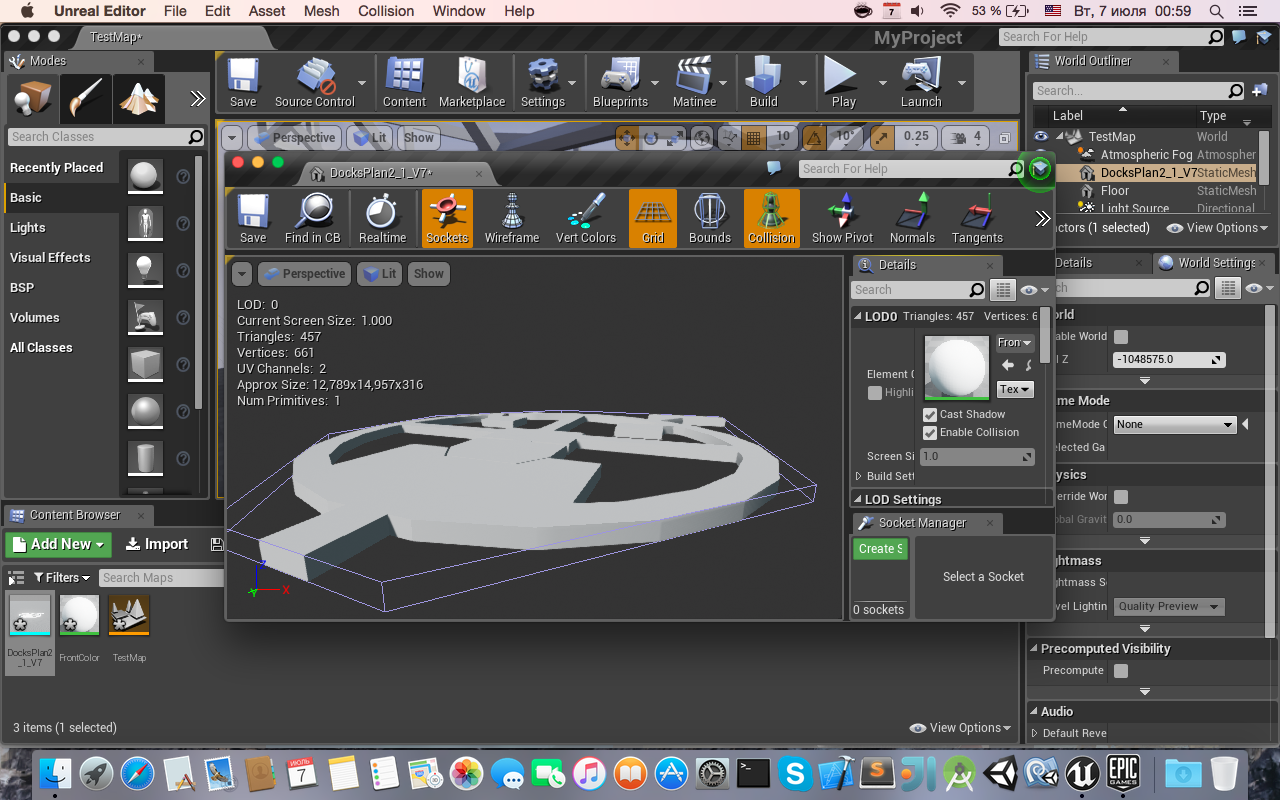 Unreal Editor File Edit Asset Mesh Collision Window Help 7 53 % Вт, 7 июля 00:59
TestMap* MyProject Search For Help
Modes
Search Classes
Recently Placed
Basic
Lights
Visual Effects
BSP
Volumes
All Classes
Save Source Control Content Marketplace Settings Blueprints Matinee Build Play Launch
Perspective Lit Show 10 10° 0.25 4
World Outliner
Search...
Label Type
TestMap World
Atmospheric Fog Atmospher
DocksPlan2_1_V7 StaticMesh
Floor StaticMesh
Light Source Directional
actors (1 selected) View Options
DocksPlan2_1_V7* Search For Help
Save Find in CB Realtime Sockets Wireframe Vert Colors Grid Bounds Collision Show Pivot Normals Tangents
Perspective Lit Show
LOD: 0
Current Screen Size: 1.000
Triangles: 457
Vertices: 661
UV Channels: 2
Approx Size: 12,789x14,957x316
Num Primitives: 1
Z
X
Y
Details
Search
LOD0 Triangles: 457 Vertices: 6
Element
Highli
Fron
Tex
Cast Shadow
Enable Collision
Screen Si 1.0
Build Sett
LOD Settings
Socket Manager
Create S
Select a Socket
0 sockets
Details World Settings
ch
orld
able World
l Z -1048575.0
me Mode
meMode None
elected Ga
ysics
erride Wor
obal Gravit 0.0
ghtmass
ghtmass Se
vel Lightin Quality Preview
Precomputed Visibility
Precompute
Audio
Default Reve
Content Browser
Add New Import
Filters Search Maps
DocksPlan2
_1_V7
FrontColor
TestMap
3 items (1 selected) View Options
ИЮЛЬ
7
EPIC
GAMES